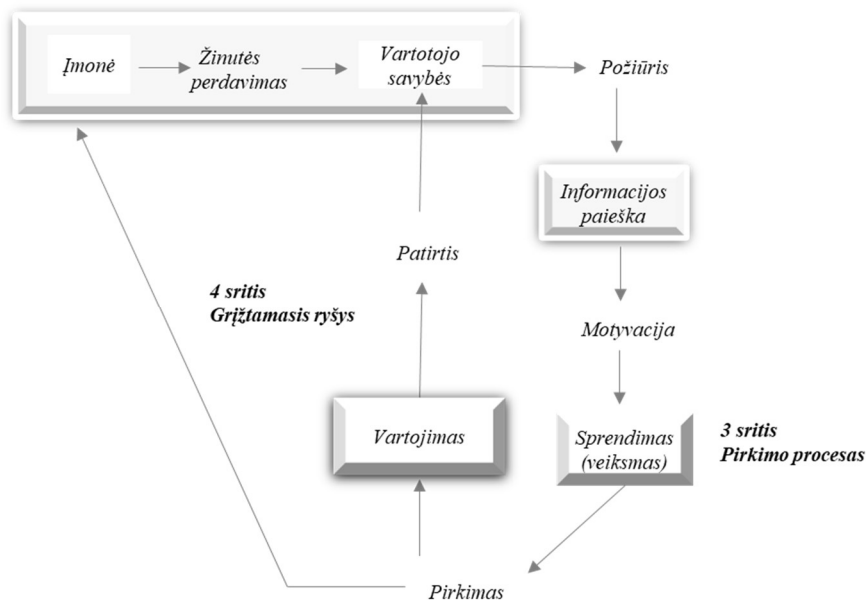 Įmonė
Žinutės
perdavimas
Vartotojo
savybės
Požiūris
Informacijos
paieška
Patirtis
4 sritis
Grįžtamasis ryšys
Motyvacija
Vartojimas
Sprendimas
(veiksmas)
3 sritis
Pirkimo procesas
Pirkimas